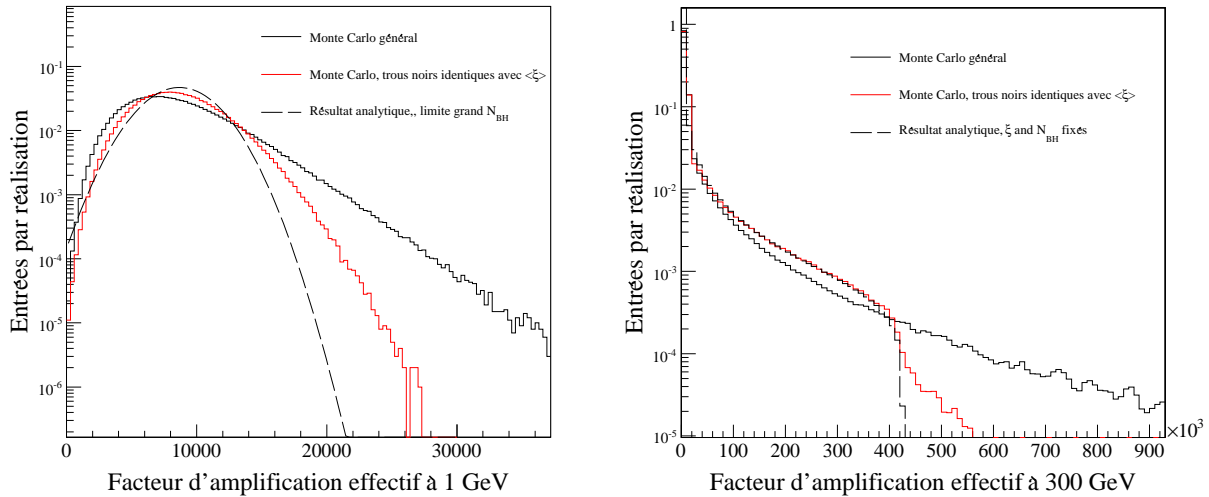 Entrées par réalisation
10⁻¹
10⁻²
10⁻³
10⁻⁴
10⁻⁵
10⁻⁶
Monte Carlo général
Monte Carlo, trous noirs identiques avec <ξ>
Résultat analytique,, limite grand N_BH
0 10000 20000 30000
Facteur d'amplification effectif à 1 GeV
Entrées par réalisation
1
10⁻¹
10⁻²
10⁻³
10⁻⁴
10⁻⁵
Monte Carlo general
Monte Carlo, trous noirs identiques avec <ξ>
Résultat analytique, ξ and N_BH fixés
0 100 200 300 400 500 600 700 800 900
×10³
Facteur d'amplification effectif à 300 GeV